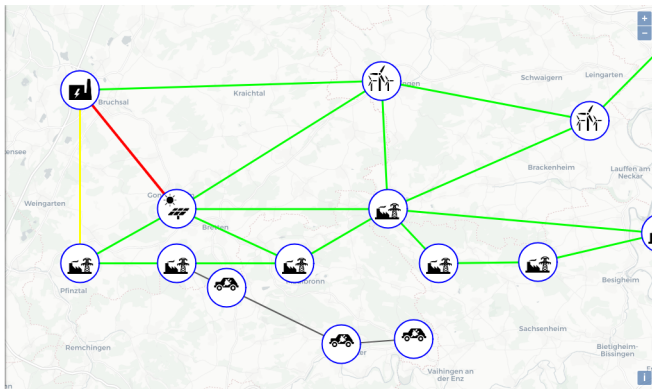 +
−
Schwaigern
Leingarten
Kraichtal
Bruchsal
Brackenheim
Lauffen am
Neckar
Weingarten
Bretten
Besigheim
Pfinztal
Sachsenheim
Remchingen
Bietigheim-
Bissingen
Vaihingen an
der Enz
i